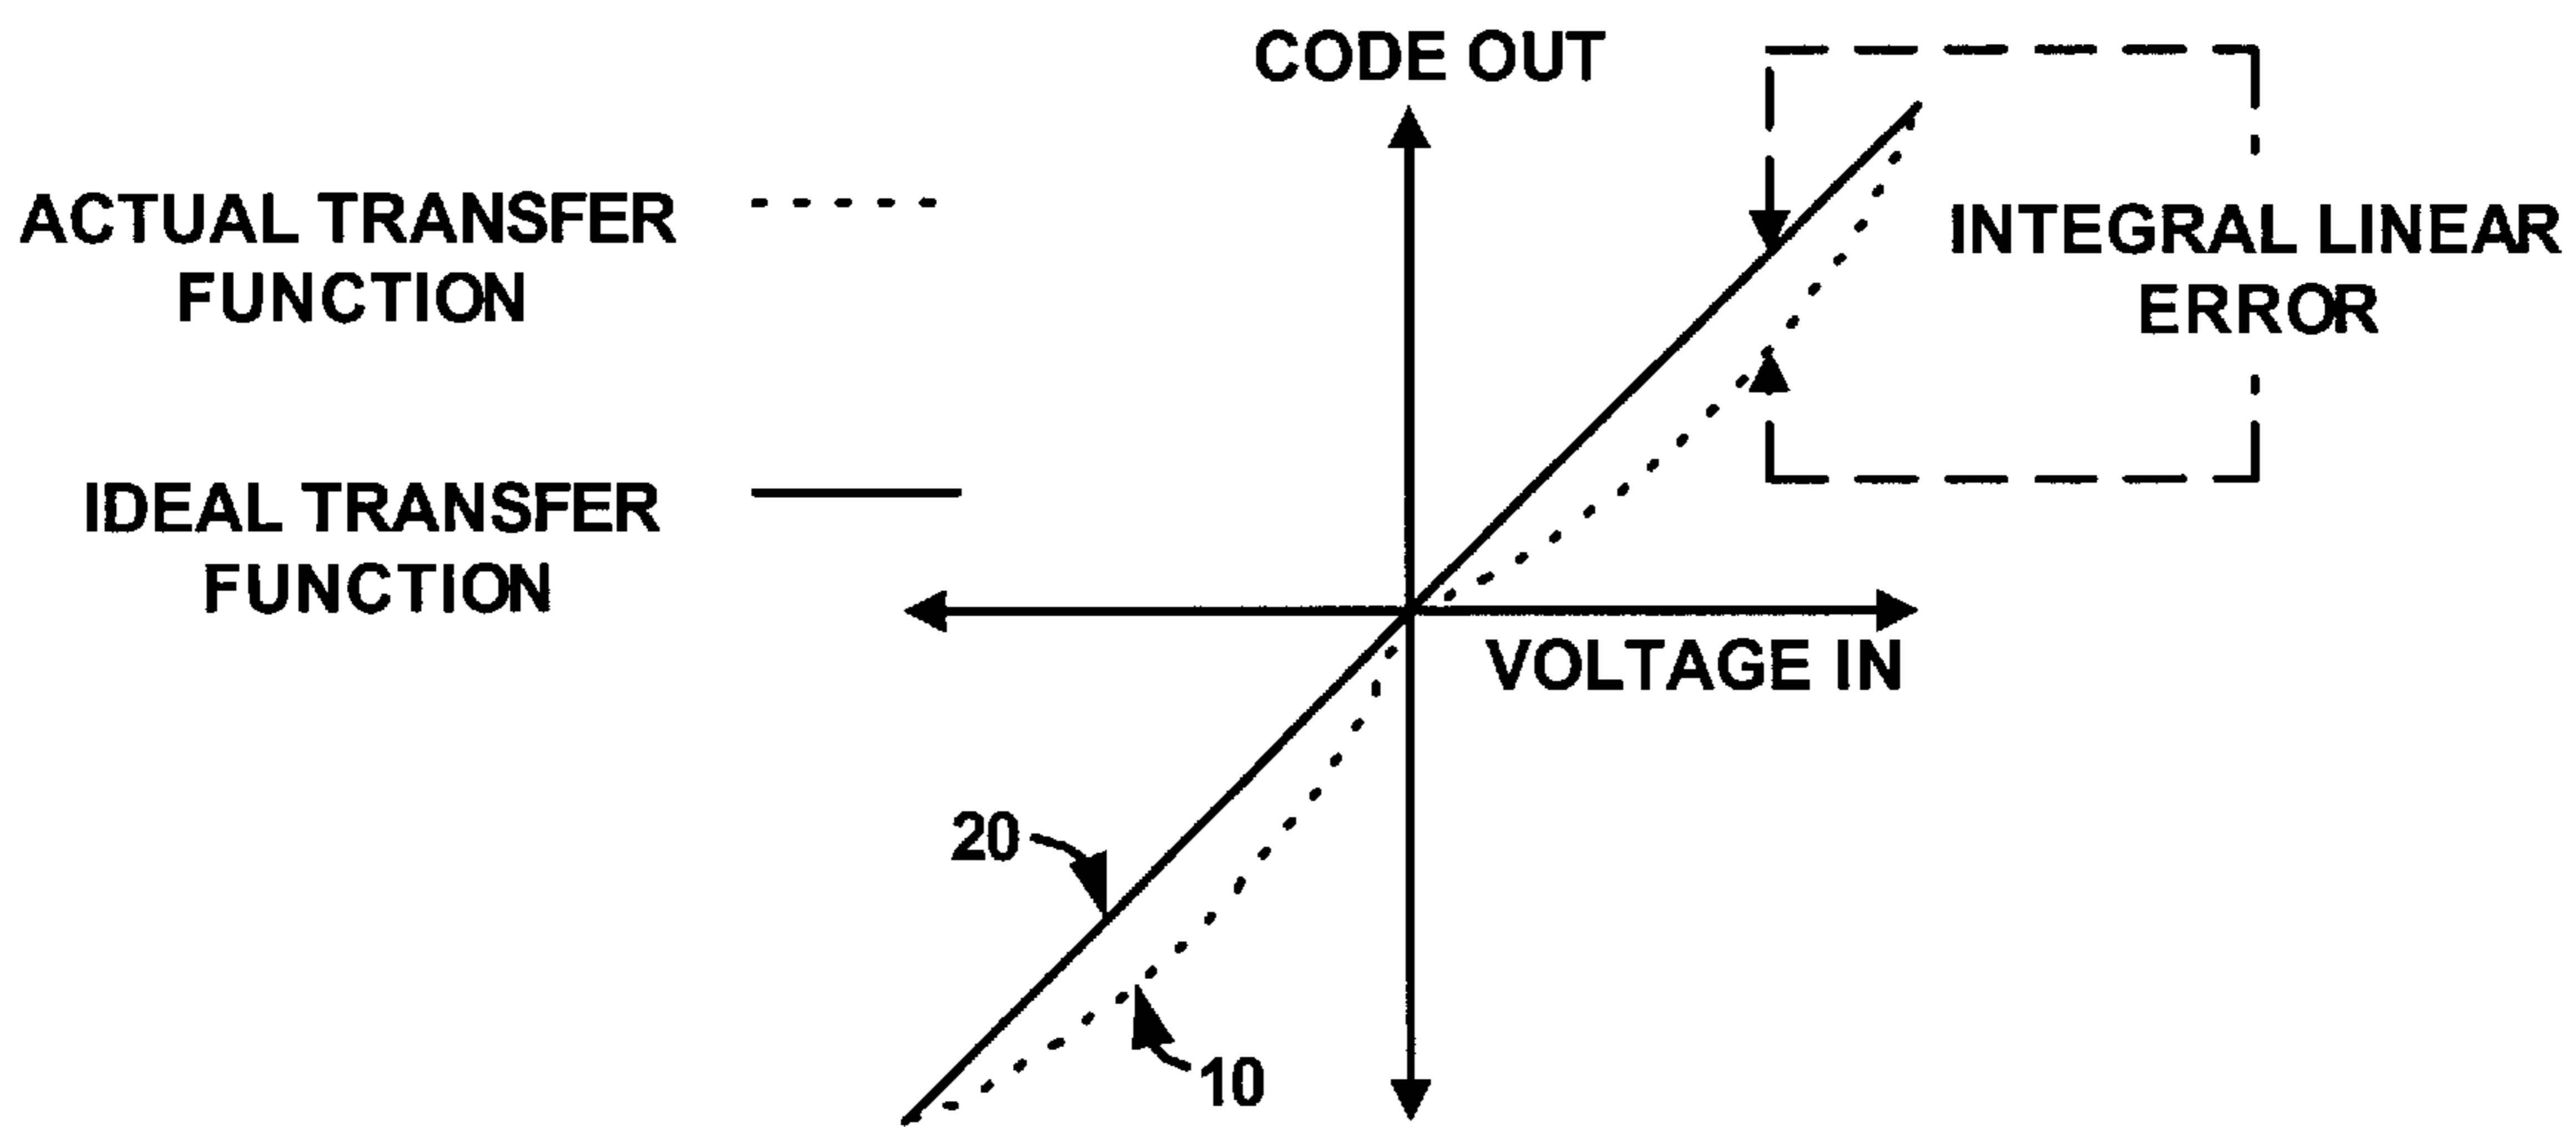 CODE OUT
ACTUAL TRANSFER
FUNCTION
INTEGRAL LINEAR
ERROR
IDEAL TRANSFER
FUNCTION
VOLTAGE IN
20
10